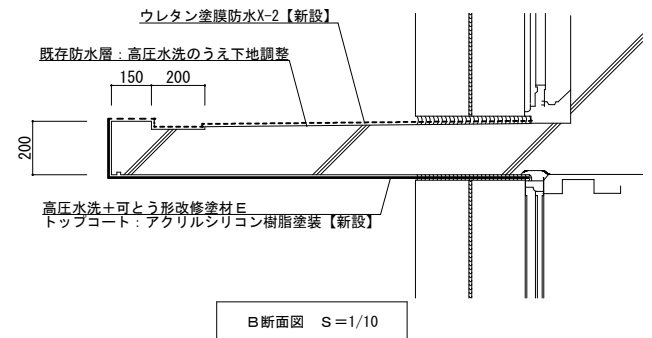 ウレタン塗膜防水X-2【新設】
既存防水層：高圧水洗のうえ下地調整
150 200
200
高圧水洗＋可とう形改修塗材Ｅ
トップコート：アクリルシリコン樹脂塗装【新設】
Ｂ断面図　Ｓ＝1/10